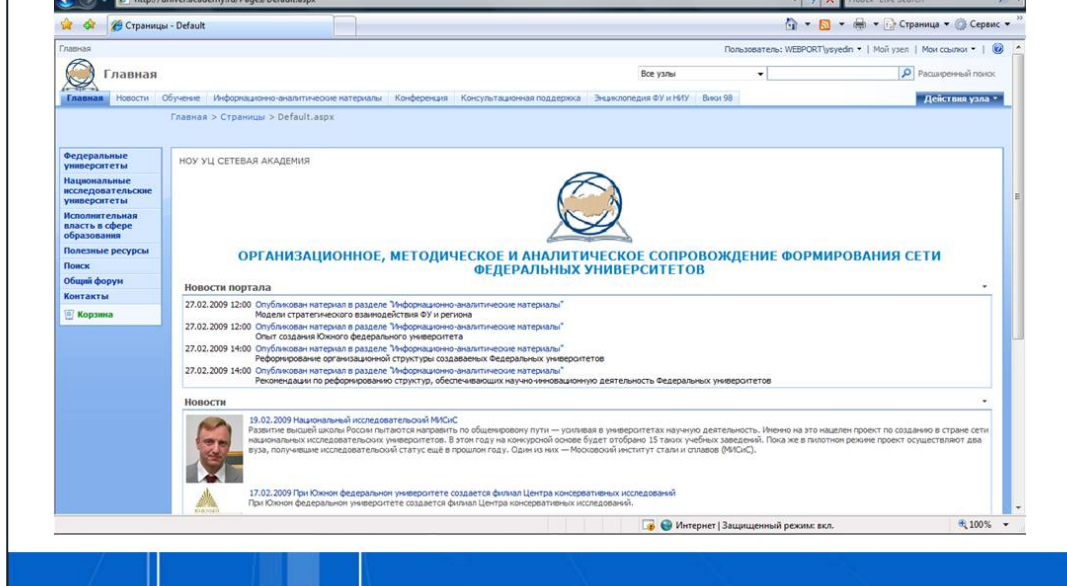 Страницы - Default
Страница
Сервис
Главная
Пользователь: WEBPORT\lysyedin
Мой узел | Мои ссылки
Главная
Все узлы
Расширенный поиск
Главная Новости Обучение Информационно-аналитические материалы Конференция Консультационная поддержка Энциклопедия ФУ и НИУ Вики 98
Действия узла
Главная > Страницы > Default.aspx
Федеральные
университеты
Национальные
исследовательские
университеты
Исполнительная
власть в сфере
образования
Полезные ресурсы
Поиск
Общий форум
Контакты
Корзина
НОУ УЦ СЕТЕВАЯ АКАДЕМИЯ
ОРГАНИЗАЦИОННОЕ, МЕТОДИЧЕСКОЕ И АНАЛИТИЧЕСКОЕ СОПРОВОЖДЕНИЕ ФОРМИРОВАНИЯ СЕТИ
ФЕДЕРАЛЬНЫХ УНИВЕРСИТЕТОВ
Новости портала
27.02.2009 12:00 Опубликован материал в разделе "Информационно-аналитические материалы"
Модели стратегического взаимодействия ФУ и региона
27.02.2009 12:00 Опубликован материал в разделе "Информационно-аналитические материалы"
Опыт создания Южного федерального университета
27.02.2009 14:00 Опубликован материал в разделе "Информационно-аналитические материалы"
Реформирование организационной структуры создаваемых Федеральных университетов
27.02.2009 14:00 Опубликован материал в разделе "Информационно-аналитические материалы"
Рекомендации по реформированию структур, обеспечивающих научно-инновационную деятельность Федеральных университетов
Новости
19.02.2009 Национальный исследовательский МИСиС
Развитие высшей школы России пытаются направить по общемировому пути — усиливая в университетах научную деятельность. Именно на это нацелен проект по созданию в стране сети
национальных исследовательских университетов. В этом году на конкурсной основе будет отобрано 15 таких учебных заведений. Пока же в пилотном режиме проект осуществляют два
вуза, получившие исследовательский статус ещё в прошлом году. Один из них — Московский институт стали и сплавов (МИСиС).
17.02.2009 При Южном федеральном университете создается филиал Центра консервативных исследований
При Южном федеральном университете создается филиал Центра консервативных исследований.
Интернет | Защищенный режим: вкл.
100%